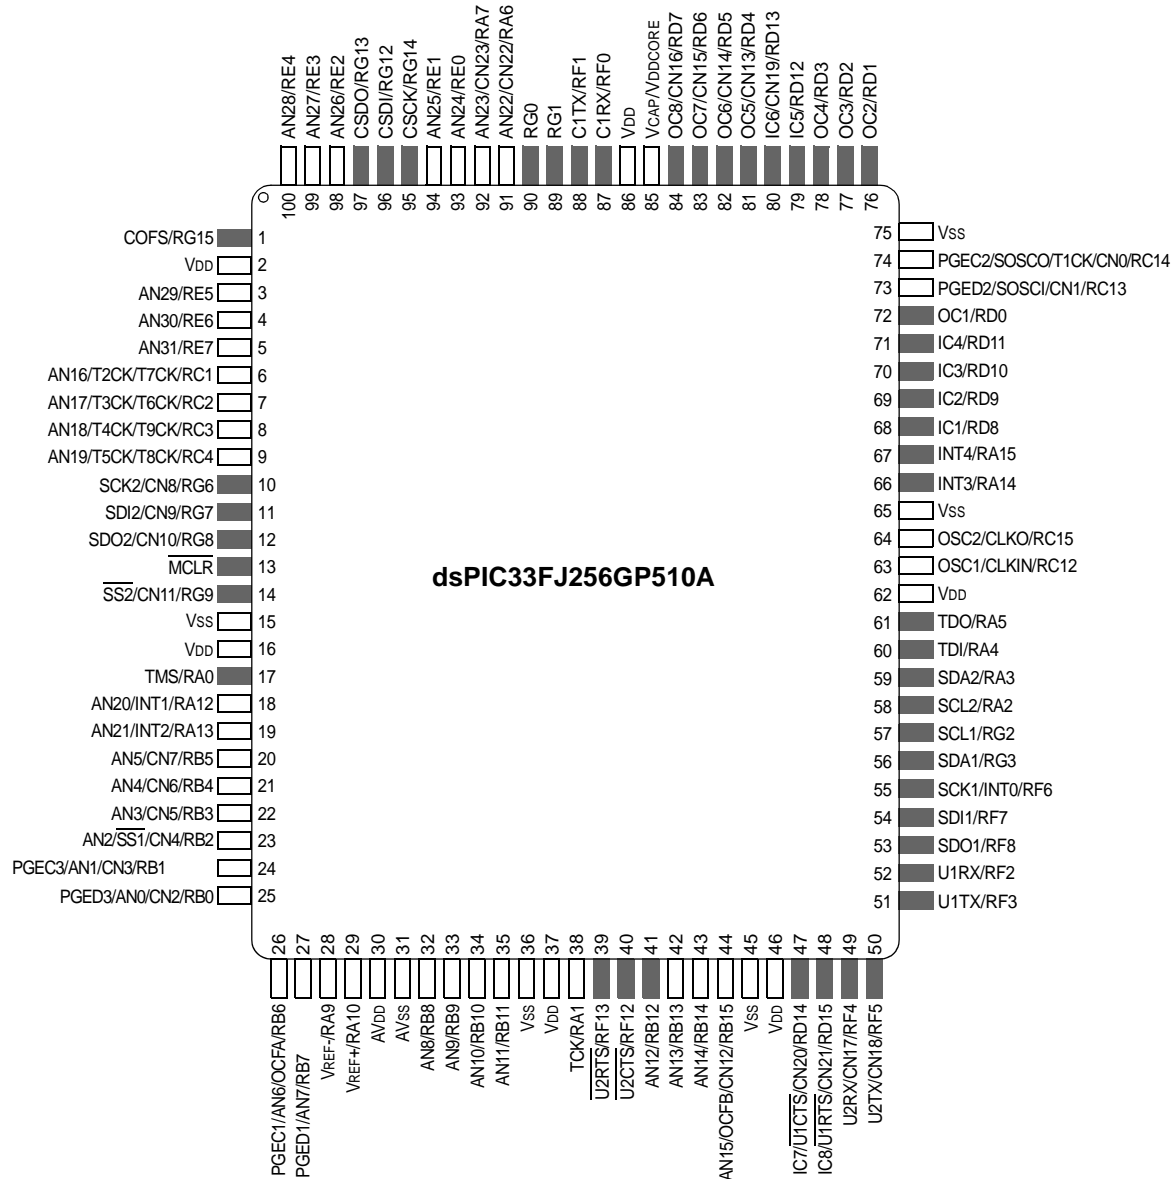 AN28/RE4
AN27/RE3
AN26/RE2
CSDO/RG13
CSDI/RG12
CSCK/RG14
AN25/RE1
AN24/RE0
AN23/CN23/RA7
AN22/CN22/RA6
RG0
RG1
C1TX/RF1
C1RX/RF0
VDD
VCAP/VDDCORE
OC8/CN16/RD7
OC7/CN15/RD6
OC6/CN14/RD5
OC5/CN13/RD4
IC6/CN19/RD13
IC5/RD12
OC4/RD3
OC3/RD2
OC2/RD1
100
99
98
97
96
95
94
93
92
91
90
89
88
87
86
85
84
83
82
81
80
79
78
77
76
COFS/RG15 1
VDD 2
AN29/RE5 3
AN30/RE6 4
AN31/RE7 5
AN16/T2CK/T7CK/RC1 6
AN17/T3CK/T6CK/RC2 7
AN18/T4CK/T9CK/RC3 8
AN19/T5CK/T8CK/RC4 9
SCK2/CN8/RG6 10
SDI2/CN9/RG7 11
SDO2/CN10/RG8 12
MCLR 13
SS2/CN11/RG9 14
VSS 15
VDD 16
TMS/RA0 17
AN20/INT1/RA12 18
AN21/INT2/RA13 19
AN5/CN7/RB5 20
AN4/CN6/RB4 21
AN3/CN5/RB3 22
AN2/SS1/CN4/RB2 23
PGEC3/AN1/CN3/RB1 24
PGED3/AN0/CN2/RB0 25
dsPIC33FJ256GP510A
75 VSS
74 PGEC2/SOSCO/T1CK/CN0/RC14
73 PGED2/SOSCI/CN1/RC13
72 OC1/RD0
71 IC4/RD11
70 IC3/RD10
69 IC2/RD9
68 IC1/RD8
67 INT4/RA15
66 INT3/RA14
65 VSS
64 OSC2/CLKO/RC15
63 OSC1/CLKIN/RC12
62 VDD
61 TDO/RA5
60 TDI/RA4
59 SDA2/RA3
58 SCL2/RA2
57 SCL1/RG2
56 SDA1/RG3
55 SCK1/INT0/RF6
54 SDI1/RF7
53 SDO1/RF8
52 U1RX/RF2
51 U1TX/RF3
26
27
28
29
30
31
32
33
34
35
36
37
38
39
40
41
42
43
44
45
46
47
48
49
50
PGEC1/AN6/OCFA/RB6
PGED1/AN7/RB7
VREF-/RA9
VREF+/RA10
AVDD
AVSS
AN8/RB8
AN9/RB9
AN10/RB10
AN11/RB11
VSS
VDD
TCK/RA1
U2RTS/RF13
U2CTS/RF12
AN12/RB12
AN13/RB13
AN14/RB14
AN15/OCFB/CN12/RB15
VSS
VDD
IC7/U1CTS/CN20/RD14
IC8/U1RTS/CN21/RD15
U2RX/CN17/RF4
U2TX/CN18/RF5